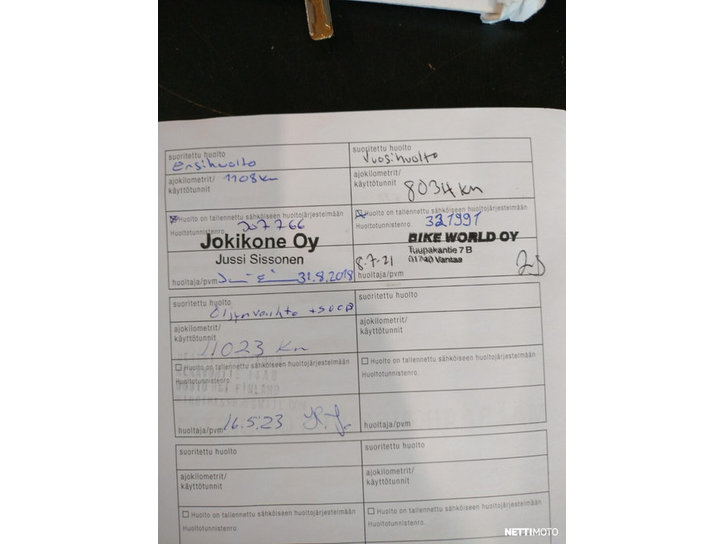 suoritettu huolto
Ensihuolto
ajokilometrit/ 1108 km
käyttötunnit
Huolto on tallennettu sähköiseen huoltojärjestelmään
Huoltotunnistenro. 207766
Jokikone Oy
Jussi Sissonen
huoltaja/pvm 31.8.2018
suoritettu huolto
Vuosihuolto
ajokilometrit/
käyttötunnit 8034 km
Huolto on tallennettu sähköiseen huoltojärjestelmään
Huoltotunnistenro. 321991
BIKE WORLD OY
Tuupakantie 7 B
01740 Vantaa
8.7-21
huoltaja/pvm
suoritettu huolto
Öljynvaihto
ajokilometrit/
käyttötunnit
11023 km
Huolto on tallennettu sähköiseen huoltojärjestelmään
Huoltotunnistenro.
FINLAND
huoltaja/pvm 16.5.23
suoritettu huolto
ajokilometrit/
käyttötunnit
Huolto on tallennettu sähköiseen huoltojärjestelmään
Huoltotunnistenro.
huoltaja/pvm
suoritettu huolto
ajokilometrit/
käyttötunnit
Huolto on tallennettu sähköiseen huoltojärjestelmään
Huoltotunnistenro.
suoritettu huolto
ajokilometrit/
käyttötunnit
Huolto on tallennettu sähköiseen huoltojärjestelmään
Huoltotunnistenro.
NETTIMOTO